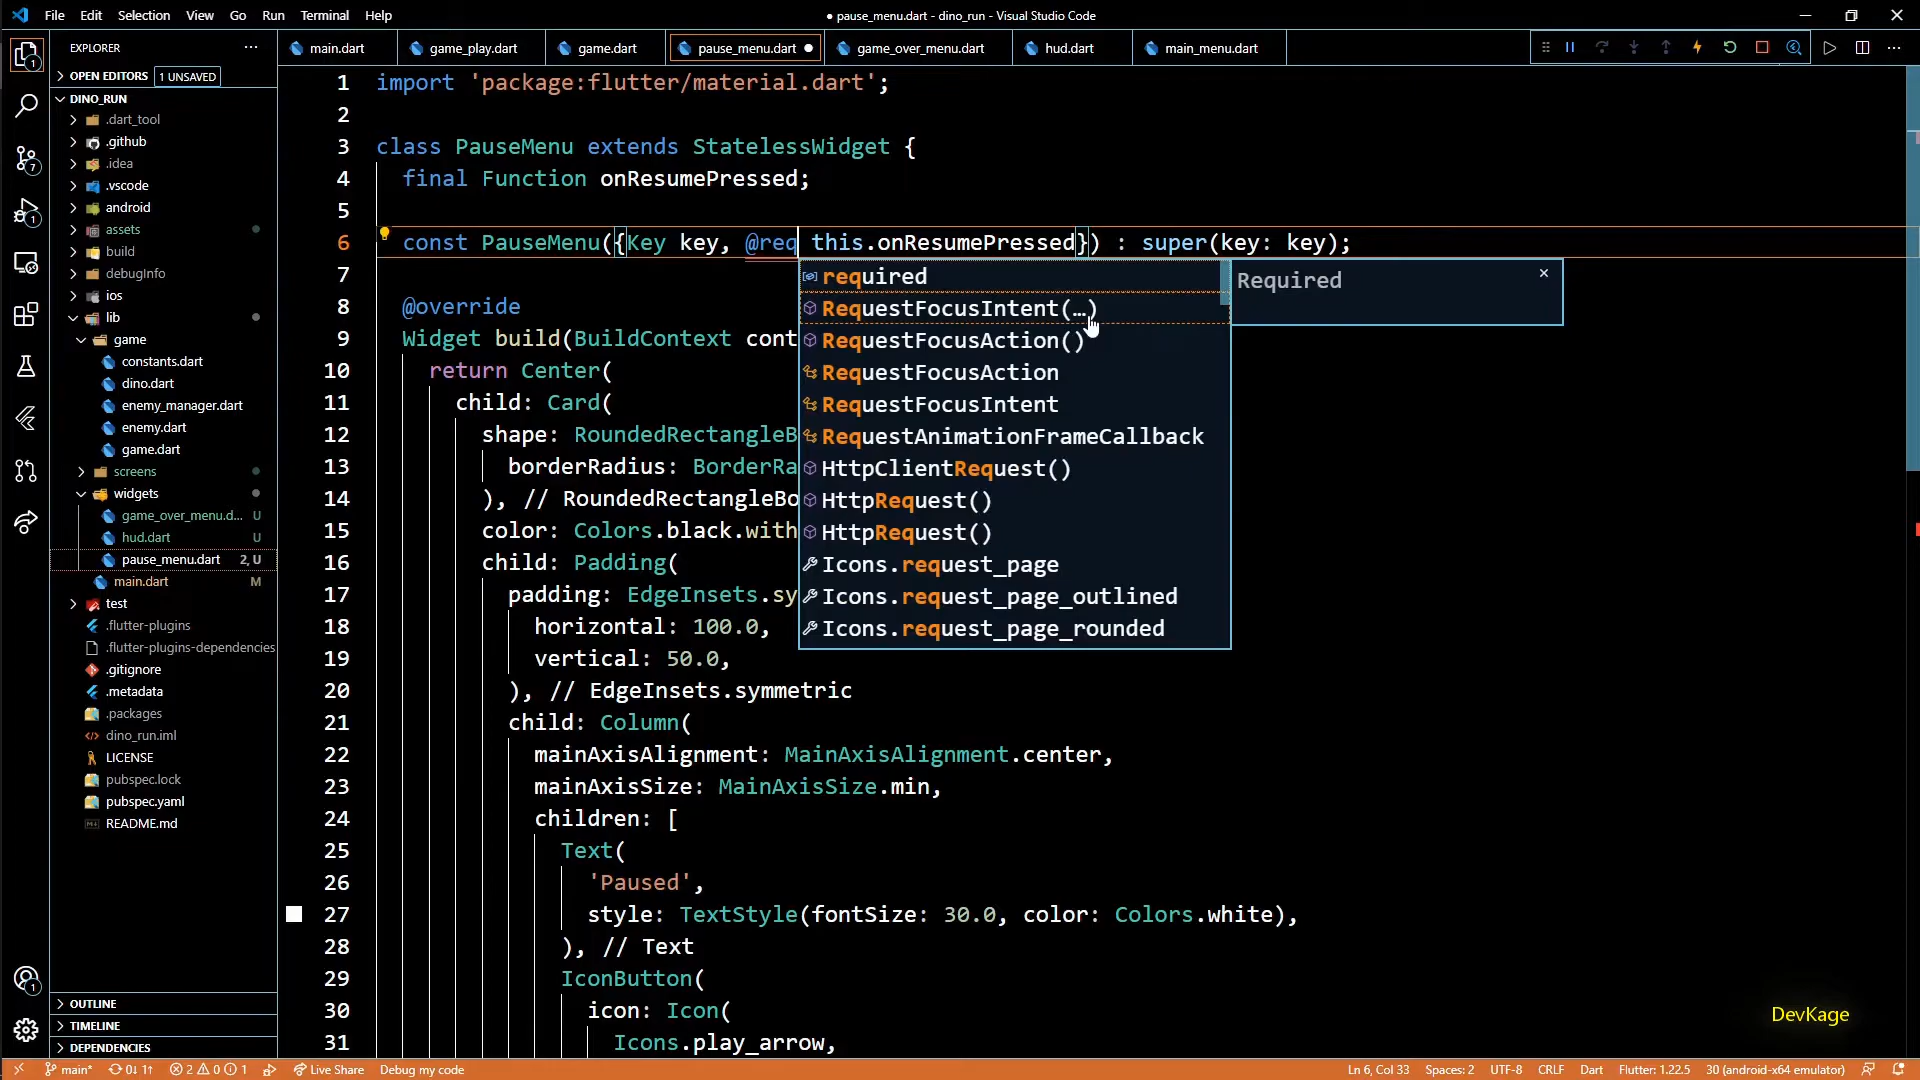 File Edit Selection View Go Run Terminal Help
● pause_menu.dart - dino_run - Visual Studio Code
EXPLORER
main.dart
game_play.dart
game.dart
pause_menu.dart
game_over_menu.dart
hud.dart
main_menu.dart
OPEN EDITORS 1 UNSAVED
DINO_RUN
.dart_tool
.github
.idea
.vscode
android
assets
build
debugInfo
ios
lib
game
constants.dart
dino.dart
enemy_manager.dart
enemy.dart
game.dart
screens
widgets
game_over_menu.d... U
hud.dart U
pause_menu.dart 2, U
main.dart M
test
.flutter-plugins
.flutter-plugins-dependencies
.gitignore
.metadata
.packages
dino_run.iml
LICENSE
pubspec.lock
pubspec.yaml
README.md
OUTLINE
TIMELINE
DEPENDENCIES
1 import 'package:flutter/material.dart';
2
3 class PauseMenu extends StatelessWidget {
4 final Function onResumePressed;
5
6 const PauseMenu({Key key, @req this.onResumePressed}) : super(key: key);
7
8 @override
9 Widget build(BuildContext cont
10 return Center(
11 child: Card(
12 shape: RoundedRectangleB
13 borderRadius: BorderRa
14 ), // RoundedRectangleBo
15 color: Colors.black.with
16 child: Padding(
17 padding: EdgeInsets.sy
18 horizontal: 100.0,
19 vertical: 50.0,
20 ), // EdgeInsets.symmetric
21 child: Column(
22 mainAxisAlignment: MainAxisAlignment.center,
23 mainAxisSize: MainAxisSize.min,
24 children: [
25 Text(
26 'Paused',
27 style: TextStyle(fontSize: 30.0, color: Colors.white),
28 ), // Text
29 IconButton(
30 icon: Icon(
31 Icons.play_arrow,
required
RequestFocusIntent(…)
RequestFocusAction()
RequestFocusAction
RequestFocusIntent
RequestAnimationFrameCallback
HttpClientRequest()
HttpRequest()
HttpRequest()
Icons.request_page
Icons.request_page_outlined
Icons.request_page_rounded
Required
DevKage
main* 0↓ 1↑ 2 0 1 Live Share Debug my code
Ln 6, Col 33 Spaces: 2 UTF-8 CRLF Dart Flutter: 1.22.5 30 (android-x64 emulator)